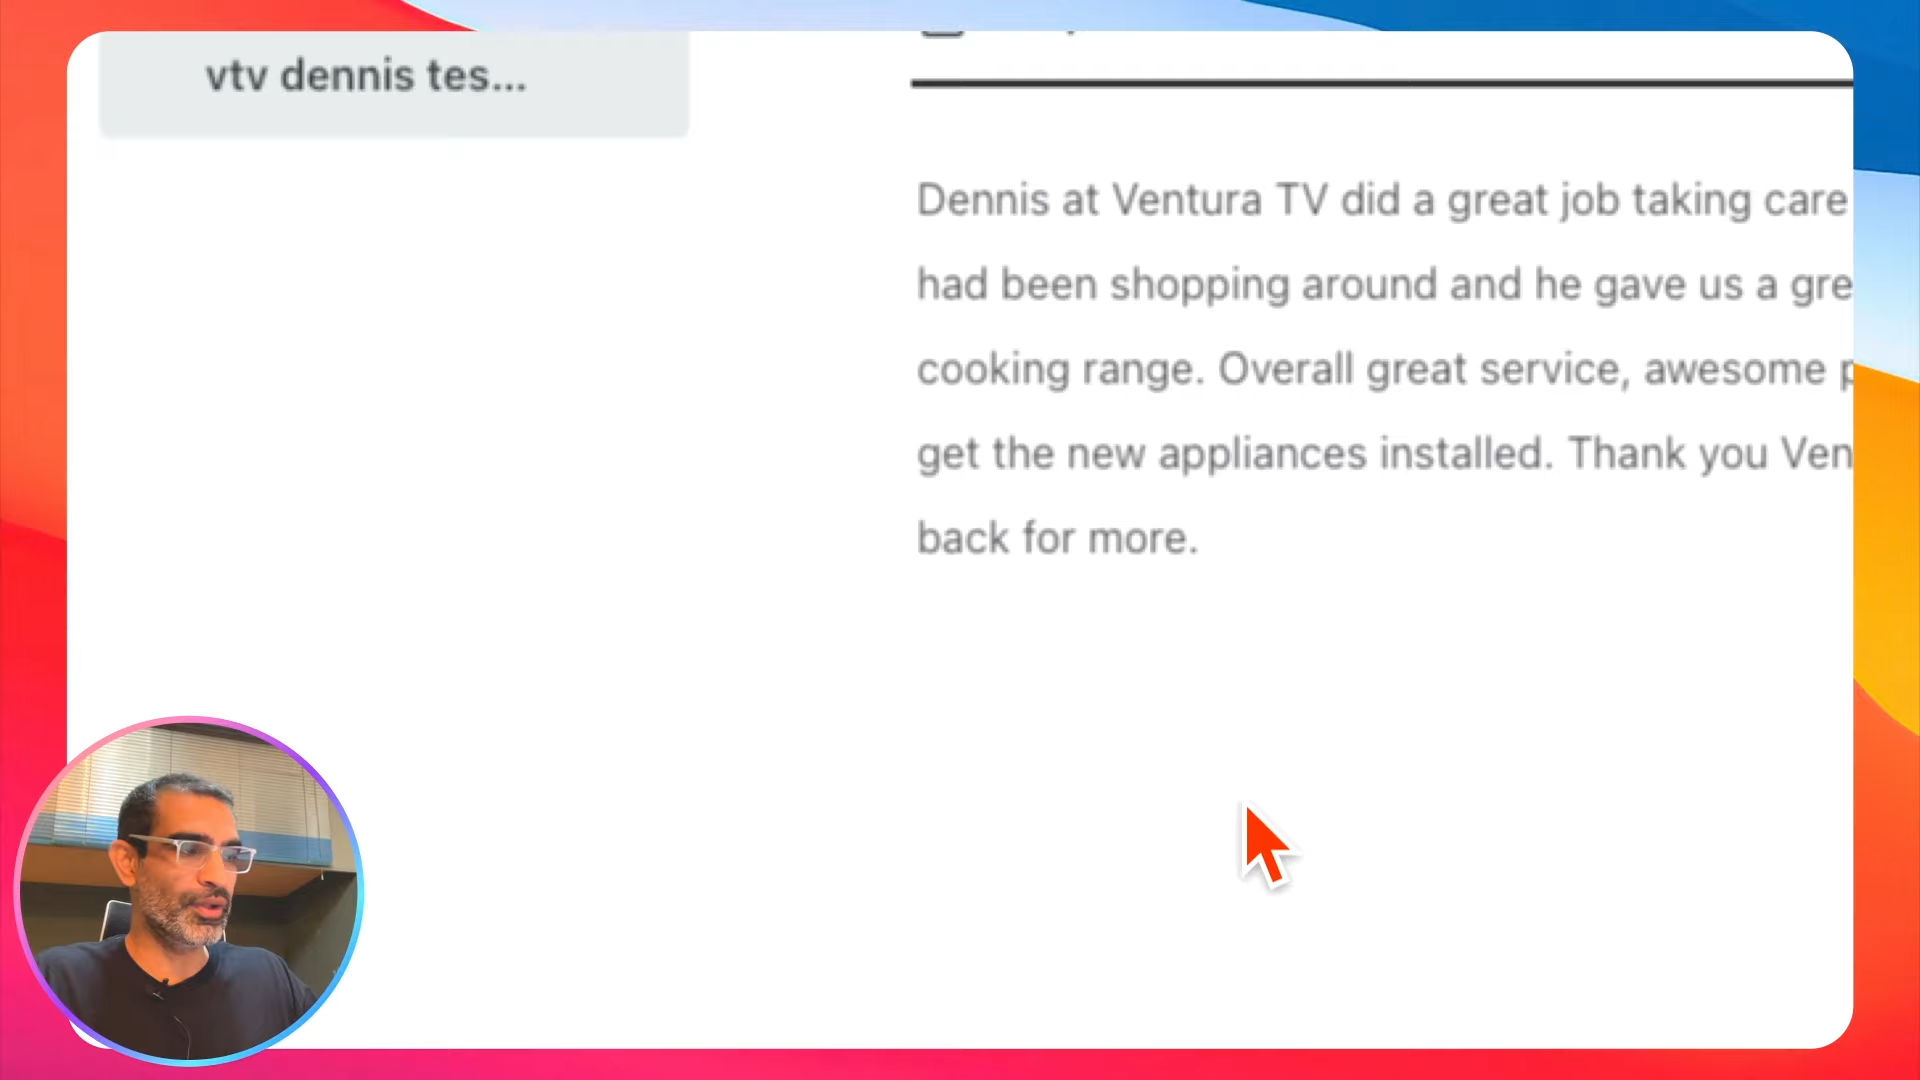 vtv dennis tes...
Dennis at Ventura TV did a great job taking care
had been shopping around and he gave us a gre
cooking range. Overall great service, awesome p
get the new appliances installed. Thank you Ven
back for more.